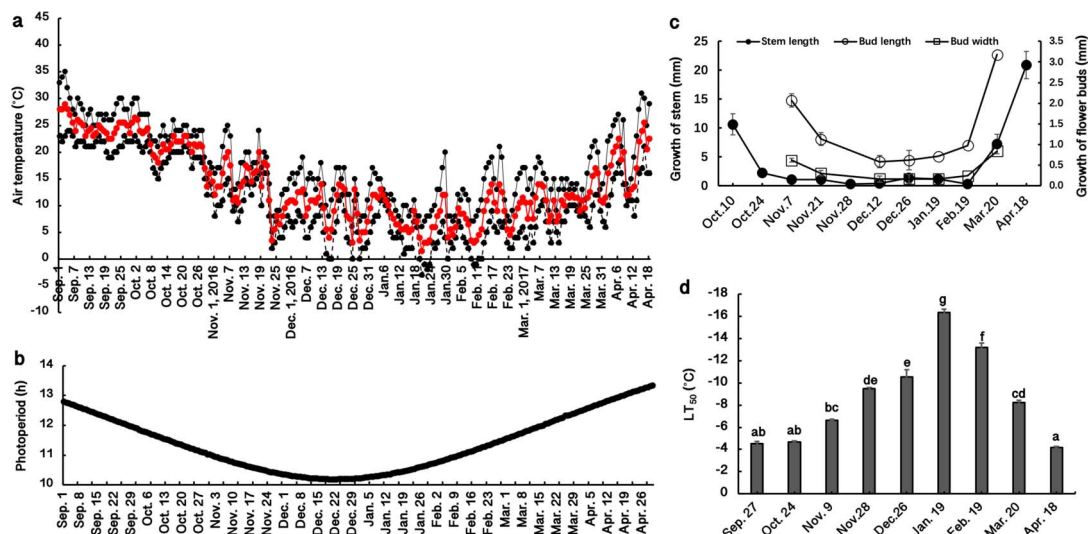 a
45
40
35
30
25
20
15
10
5
0
-5
-10
Air temperature (°C)
Sep. 1
Sep. 7
Sep. 13
Sep. 19
Sep. 25
Oct. 2
Oct. 8
Oct. 14
Oct. 20
Oct. 26
Nov. 1, 2016
Nov. 7
Nov. 13
Nov. 19
Nov. 25
Dec. 1, 2016
Dec. 7
Dec. 13
Dec. 19
Dec. 25
Dec. 31
Jan.6
Jan. 12
Jan. 18
Jan. 24
Jan. 30
Feb. 5
Feb. 11
Feb. 17
Feb. 23
Mar. 1, 2017
Mar. 7
Mar. 13
Mar. 19
Mar. 25
Mar. 31
Apr. 6
Apr. 12
Apr. 18
b
14
13
12
11
10
Photoperiod (h)
Sep. 1
Sep. 8
Sep. 15
Sep. 22
Sep. 29
Oct. 6
Oct. 13
Oct. 20
Oct. 27
Nov. 3
Nov. 10
Nov. 17
Nov. 24
Dec. 1
Dec. 8
Dec. 15
Dec. 22
Dec. 29
Jan. 5
Jan. 12
Jan. 19
Jan. 26
Feb. 2
Feb. 9
Feb. 16
Feb. 23
Mar. 1
Mar. 8
Mar. 15
Mar. 22
Mar. 29
Apr. 5
Apr. 12
Apr. 19
Apr. 26
c
Stem length Bud length Bud width
25
20
15
10
5
0
Growth of stem (mm)
3.5
3.0
2.5
2.0
1.5
1.0
0.5
0.0
Growth of flower buds (mm)
Oct. 10
Oct. 24
Nov. 7
Nov. 21
Nov. 28
Dec. 12
Dec. 26
Jan. 19
Feb. 19
Mar. 20
Apr. 18
d
-18
-16
-14
-12
-10
-8
-6
-4
-2
0
LT50 (°C)
ab
ab
bc
de
e
g
f
cd
a
Sep. 27
Oct. 24
Nov. 9
Nov.28
Dec.26
Jan. 19
Feb. 19
Mar. 20
Apr. 18